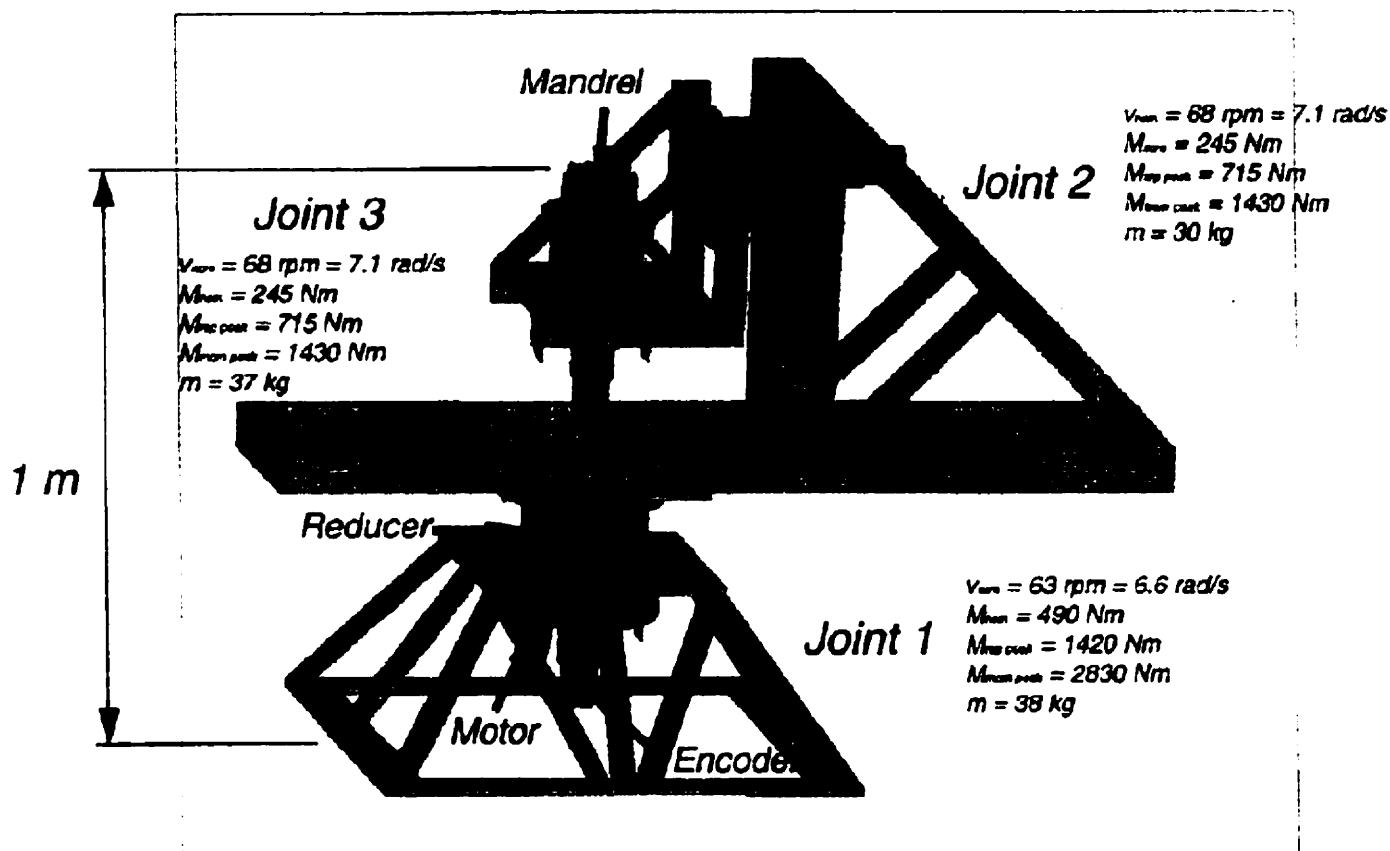 Mandrel
Joint 3
= 68 rpm = 7.1 rad/s
= 245 Nm
= 715 Nm
= 1430 Nm
m = 37 kg
Joint 2
= 68 rpm = 7.1 rad/s
= 245 Nm
= 715 Nm
= 1430 Nm
m = 30 kg
1 m
Reducer
Joint 1
= 63 rpm = 6.6 rad/s
= 490 Nm
= 1420 Nm
= 2830 Nm
m = 38 kg
Motor
Encoder